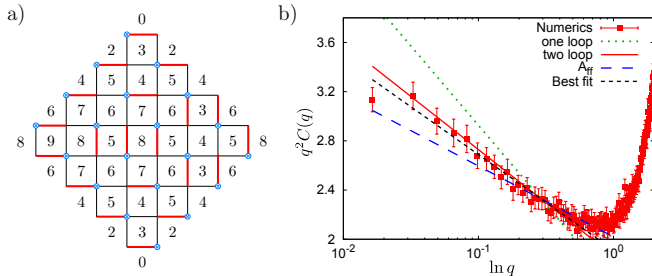 a)
0
2 3 2
4 5 4 5 4
6 7 6 7 6 3 6
8 9 8 5 8 5 4 5 8
6 7 6 7 6 3 6
4 5 4 5 4
2 3 2
0
b)
q²C(q)
3.6
3.2
2.8
2.4
2
10⁻²
10⁻¹
10⁰
ln q
Numerics
one loop
two loop
A_ff
Best fit